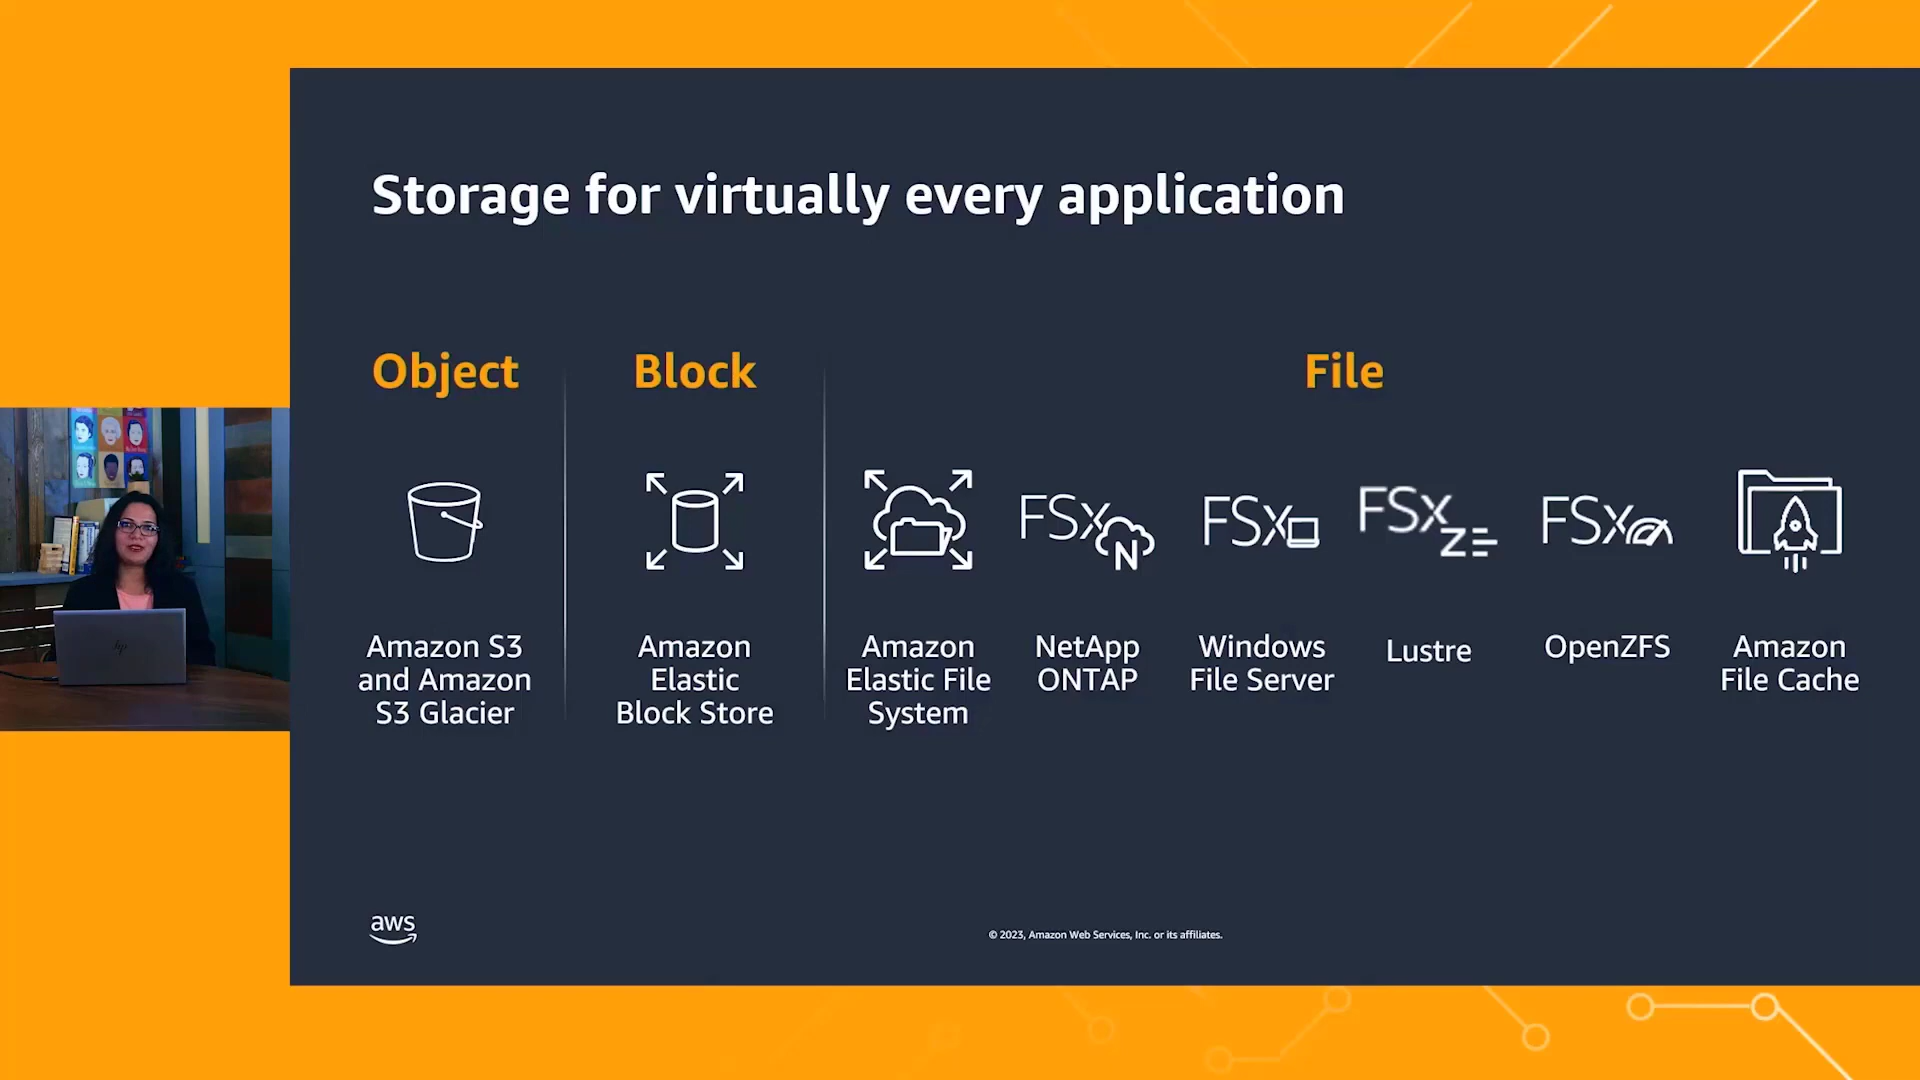 Storage for virtually every application
Object
Block
File
FSx
N
FSx
FSx
Z
FSx
Amazon S3
and Amazon
S3 Glacier
Amazon
Elastic
Block Store
Amazon
Elastic File
System
NetApp
ONTAP
Windows
File Server
Lustre
OpenZFS
Amazon
File Cache
aws
© 2023, Amazon Web Services, Inc. or its affiliates.
hp